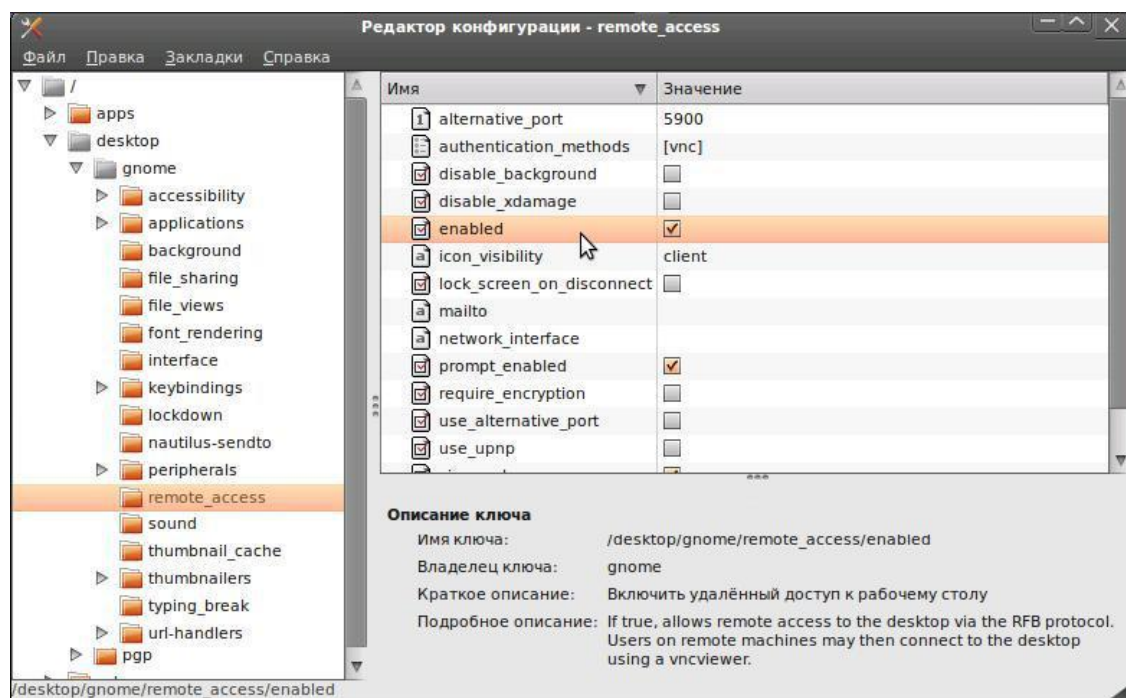 Редактор конфигурации - remote_access
Файл Правка Закладки Справка
/
apps
desktop
gnome
accessibility
applications
background
file_sharing
file_views
font_rendering
interface
keybindings
lockdown
nautilus-sendto
peripherals
remote_access
sound
thumbnail_cache
thumbnailers
typing_break
url-handlers
pgp
/desktop/gnome/remote_access/enabled
Имя Значение
alternative_port 5900
authentication_methods [vnc]
disable_background
disable_xdamage
enabled
icon_visibility client
lock_screen_on_disconnect
mailto
network_interface
prompt_enabled
require_encryption
use_alternative_port
use_upnp
Описание ключа
Имя ключа: /desktop/gnome/remote_access/enabled
Владелец ключа: gnome
Краткое описание: Включить удалённый доступ к рабочему столу
Подробное описание: If true, allows remote access to the desktop via the RFB protocol.
Users on remote machines may then connect to the desktop
using a vncviewer.